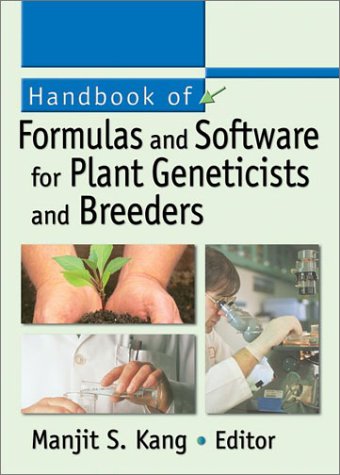 Handbook of
Formulas and Software
for Plant Geneticists
and Breeders
Manjit S. Kang • Editor